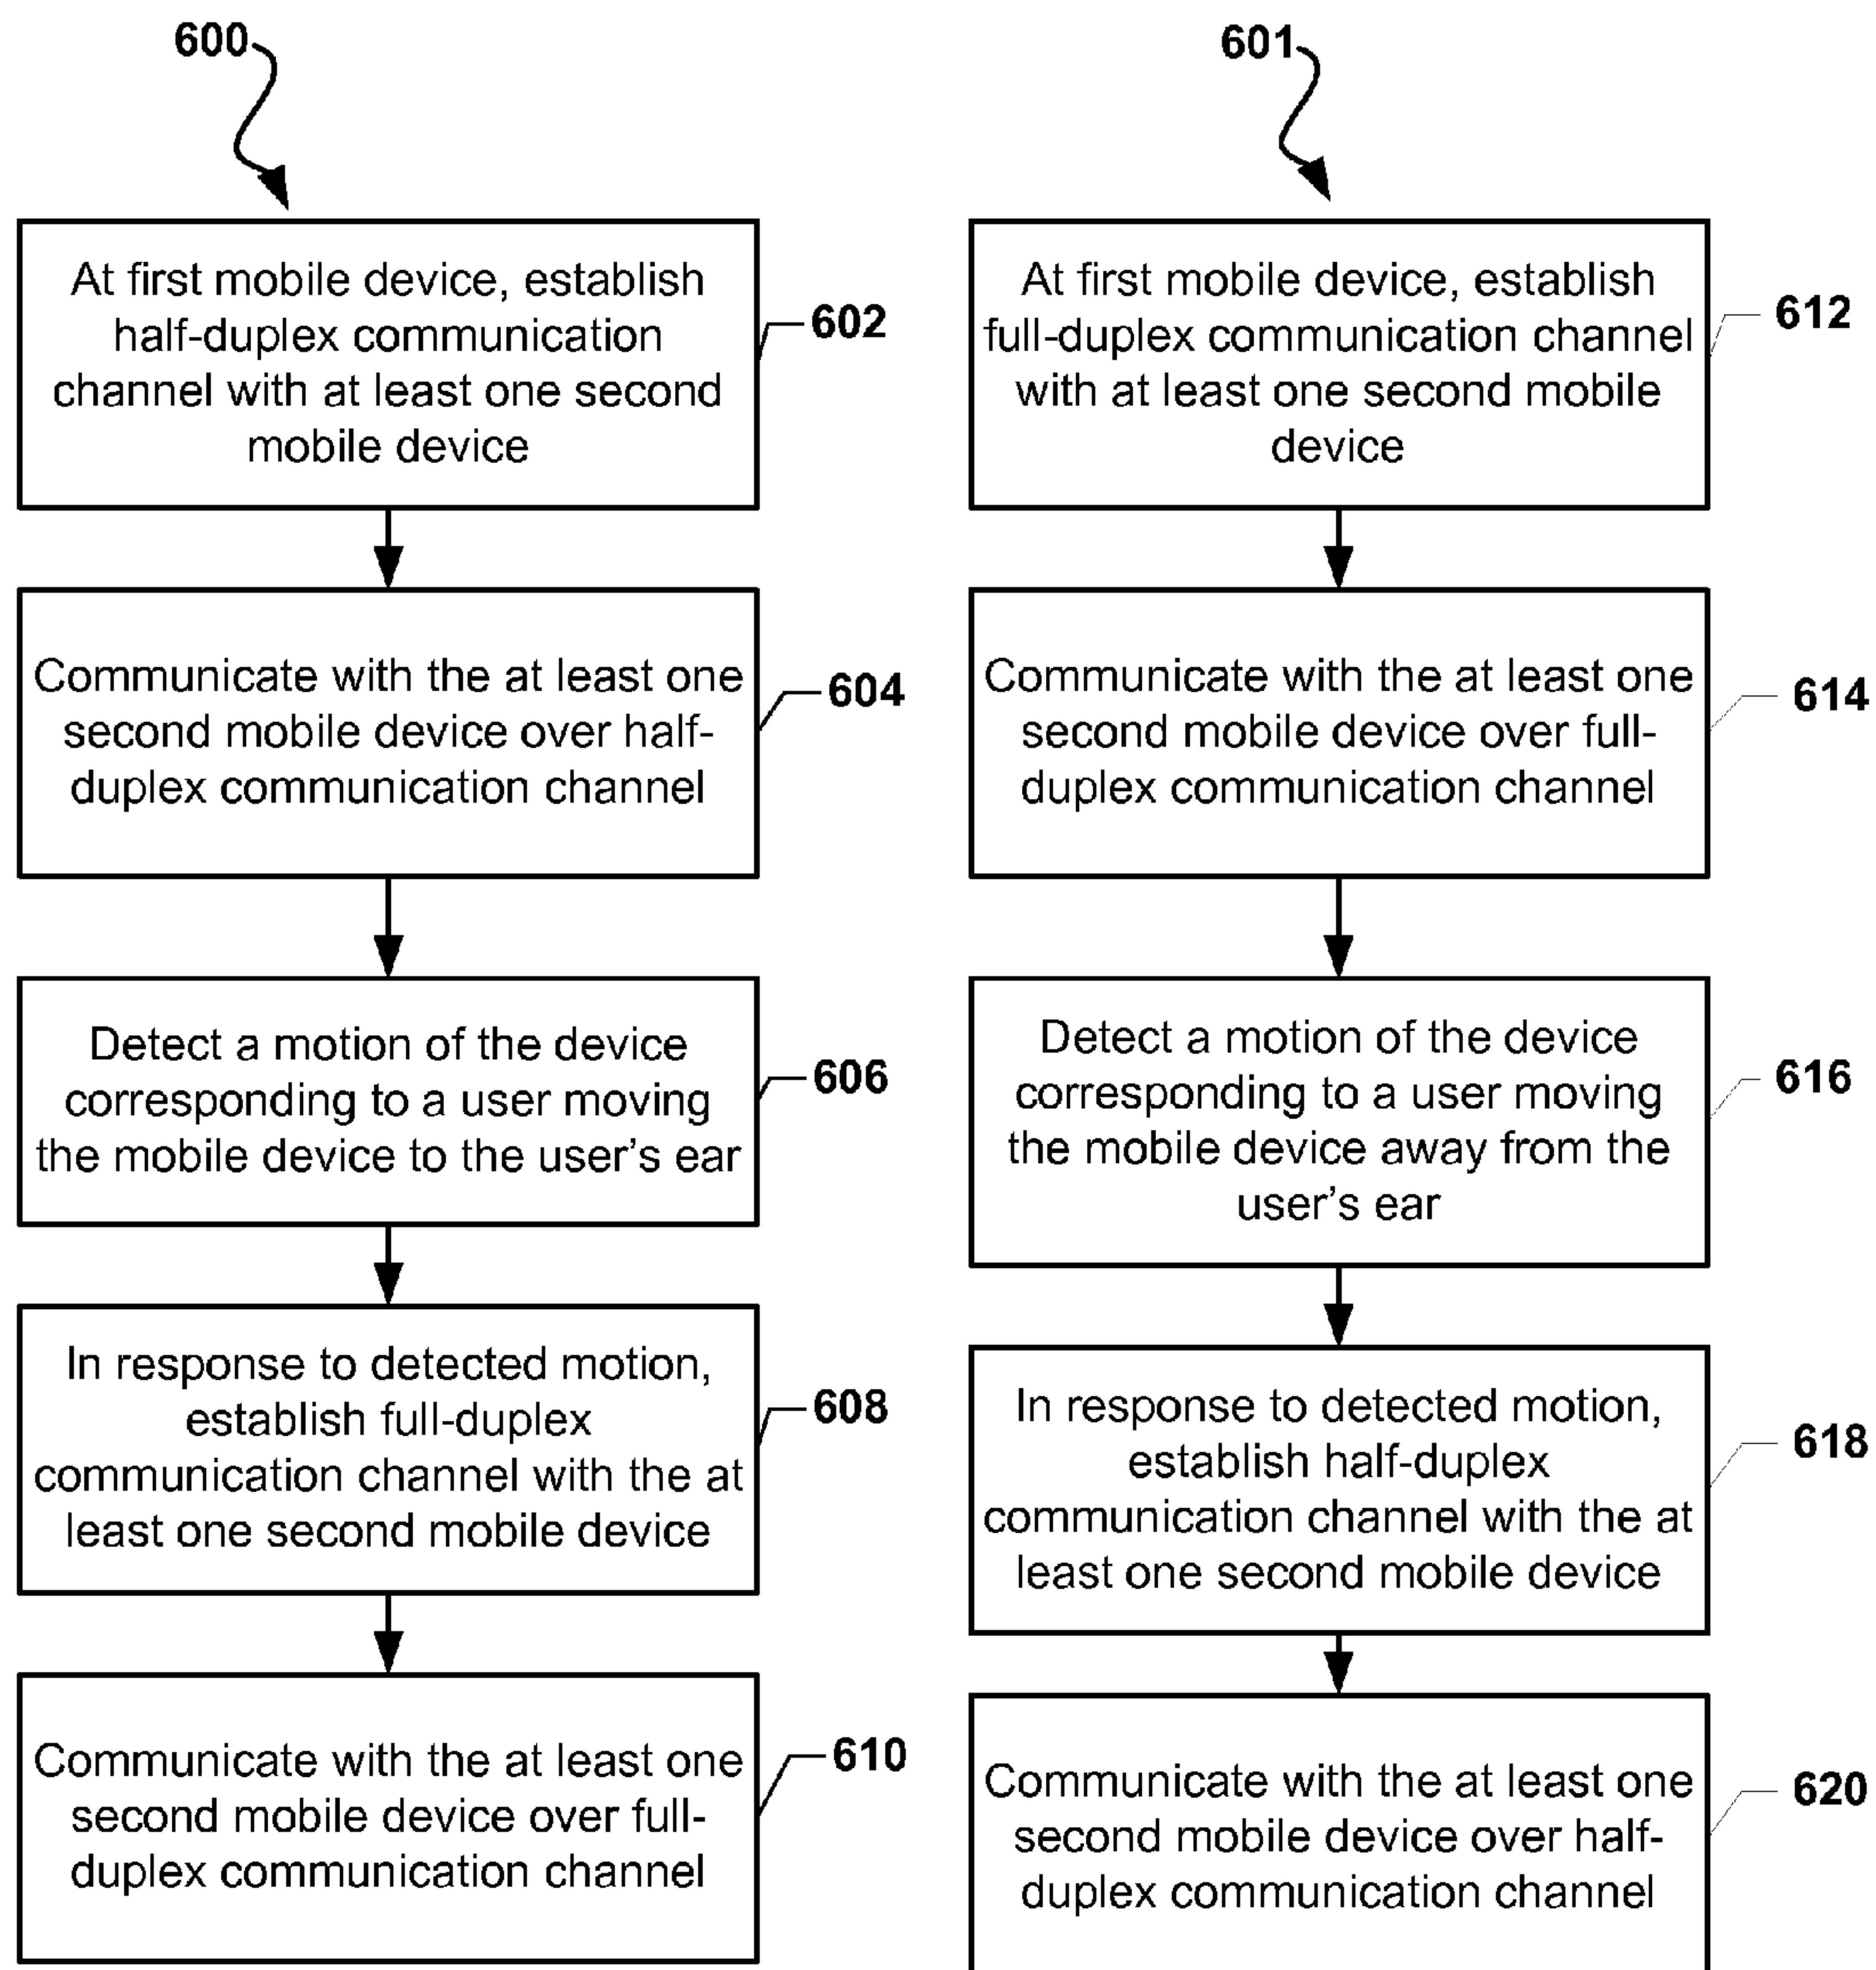 600
At first mobile device, establish
half-duplex communication
channel with at least one second
mobile device
602
Communicate with the at least one
second mobile device over half-
duplex communication channel
604
Detect a motion of the device
corresponding to a user moving
the mobile device to the user's ear
606
In response to detected motion,
establish full-duplex
communication channel with the at
least one second mobile device
608
Communicate with the at least one
second mobile device over full-
duplex communication channel
610
601
At first mobile device, establish
full-duplex communication channel
with at least one second mobile
device
612
Communicate with the at least one
second mobile device over full-
duplex communication channel
614
Detect a motion of the device
corresponding to a user moving
the mobile device away from the
user's ear
616
In response to detected motion,
establish half-duplex
communication channel with the at
least one second mobile device
618
Communicate with the at least one
second mobile device over half-
duplex communication channel
620